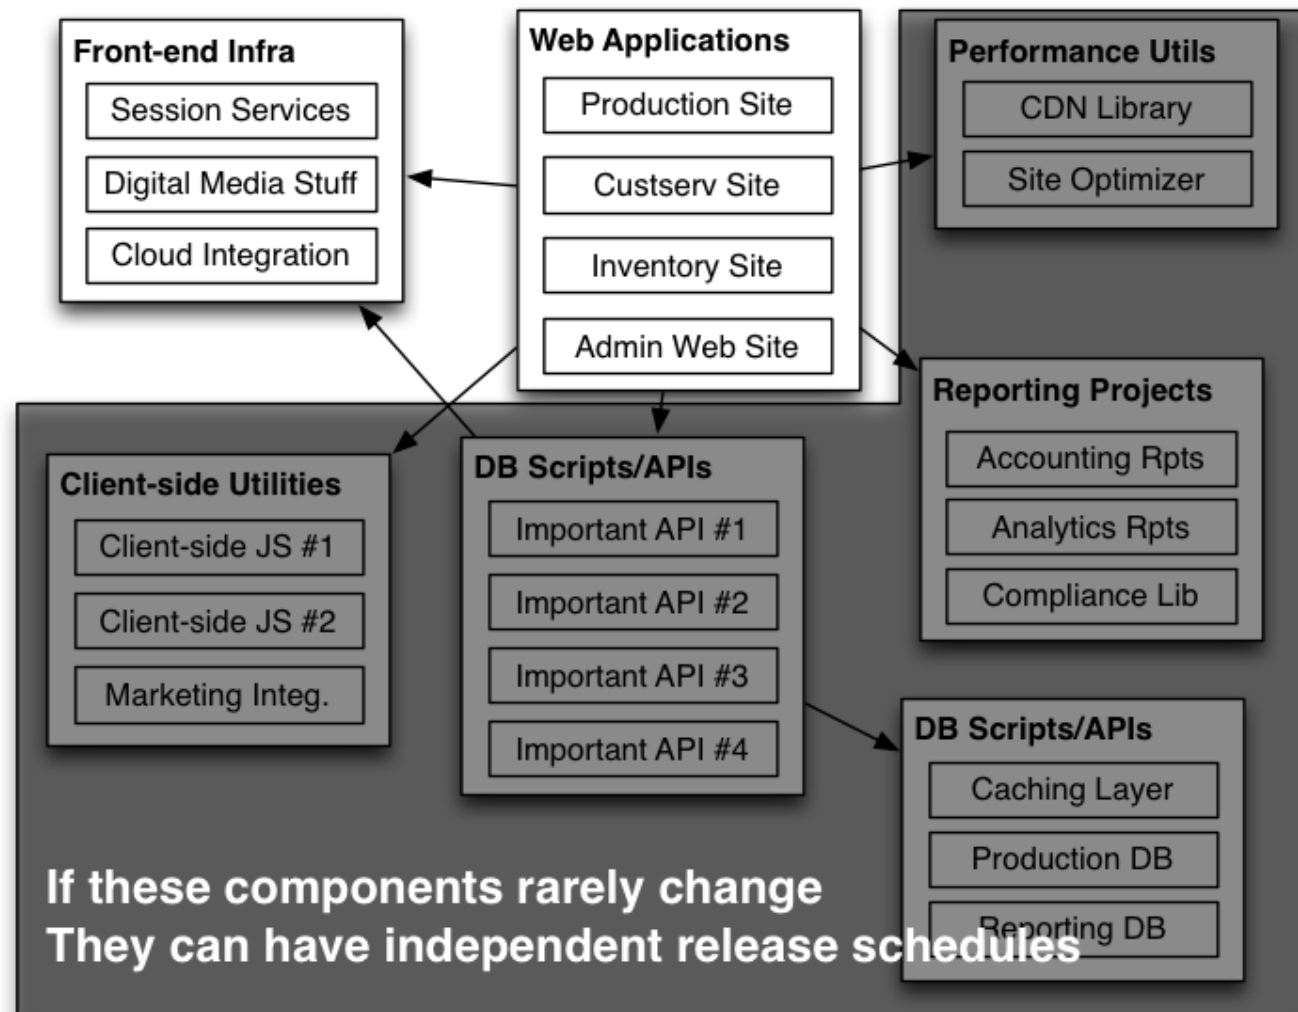 Front-end Infra
Session Services
Digital Media Stuff
Cloud Integration
Web Applications
Production Site
Custserv Site
Inventory Site
Admin Web Site
Performance Utils
CDN Library
Site Optimizer
Reporting Projects
Accounting Rpts
Analytics Rpts
Compliance Lib
Client-side Utilities
Client-side JS #1
Client-side JS #2
Marketing Integ.
DB Scripts/APIs
Important API #1
Important API #2
Important API #3
Important API #4
DB Scripts/APIs
Caching Layer
Production DB
Reporting DB
If these components rarely change
They can have independent release schedules